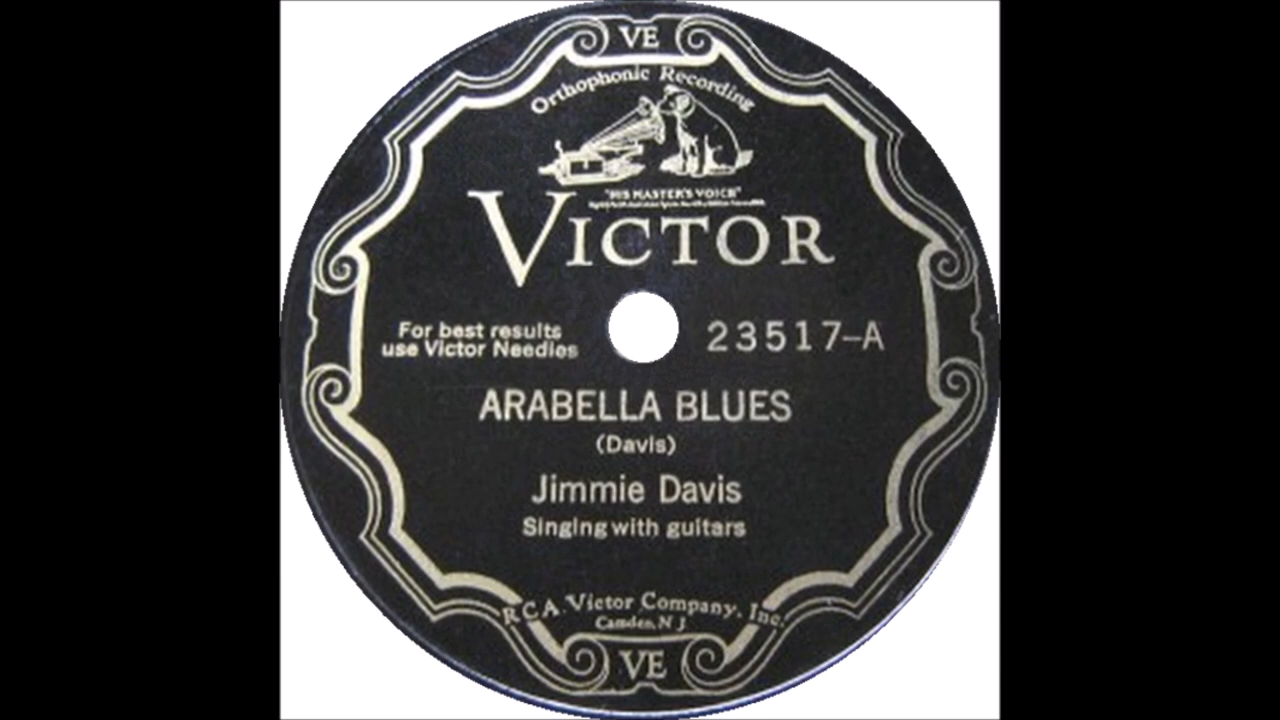 VE
Orthophonic Recording
"HIS MASTER'S VOICE"
VICTOR
For best results
use Victor Needles
23517-A
ARABELLA BLUES
(Davis)
Jimmie Davis
Singing with guitars
RCA Victor Company, Inc.
Camden, N J
VE